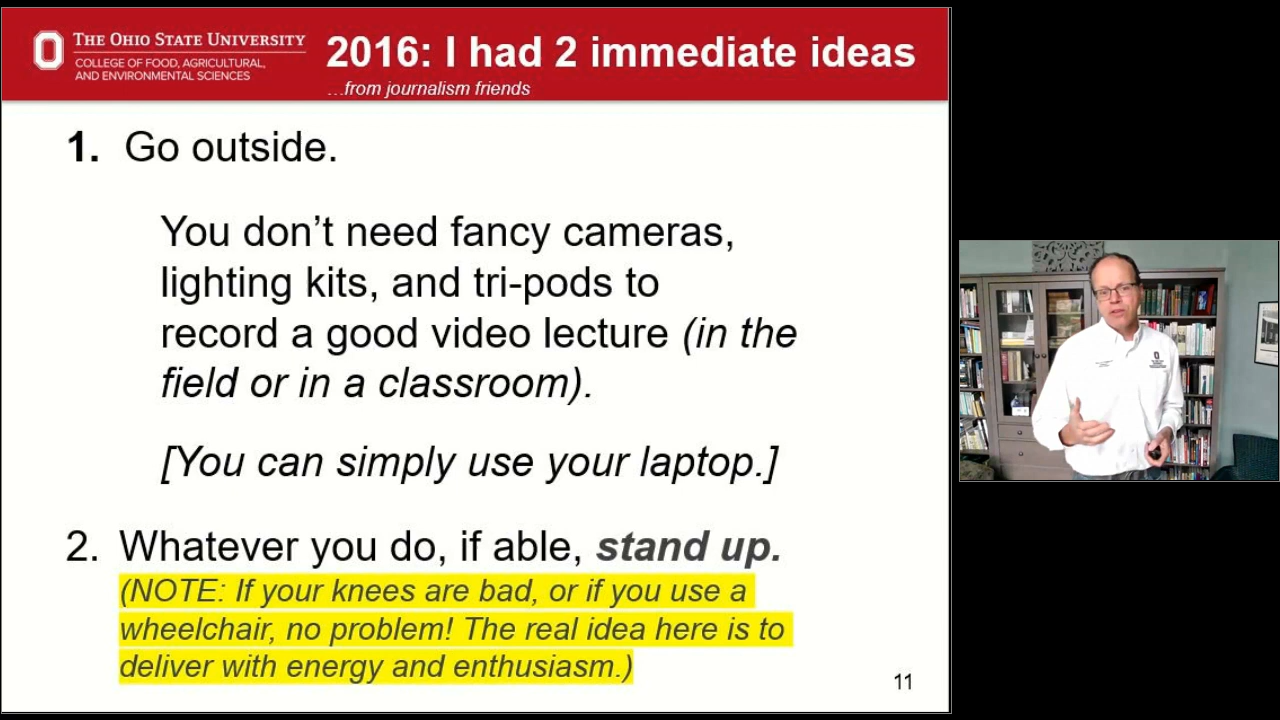 THE OHIO STATE UNIVERSITY
COLLEGE OF FOOD, AGRICULTURAL,
AND ENVIRONMENTAL SCIENCES
2016: I had 2 immediate ideas
...from journalism friends
1. Go outside.
You don’t need fancy cameras,
lighting kits, and tri-pods to
record a good video lecture (in the
field or in a classroom).
[You can simply use your laptop.]
2. Whatever you do, if able, stand up.
(NOTE: If your knees are bad, or if you use a
wheelchair, no problem! The real idea here is to
deliver with energy and enthusiasm.)
11